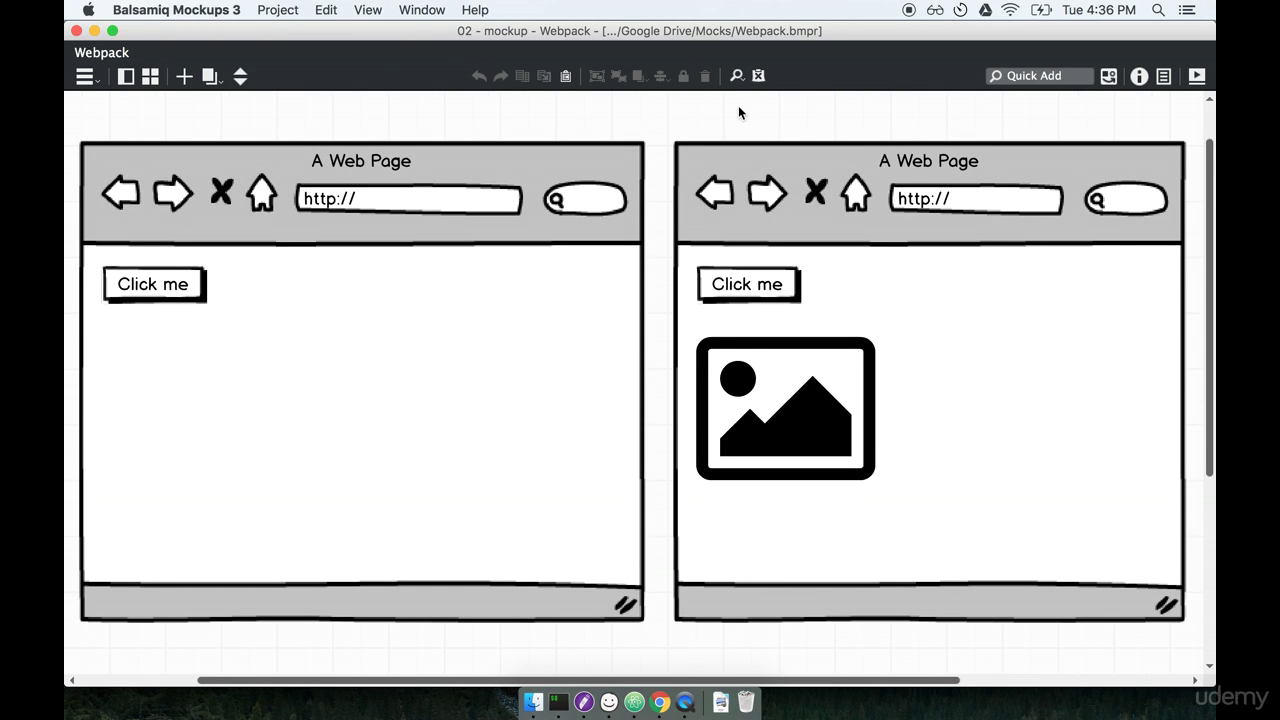 Balsamiq Mockups 3 Project Edit View Window Help Tue 4:36 PM
02 - mockup - Webpack - [.../Google Drive/Mocks/Webpack.bmpr]
Webpack
Quick Add
A Web Page
http://
Click me
A Web Page
http://
Click me
udemy